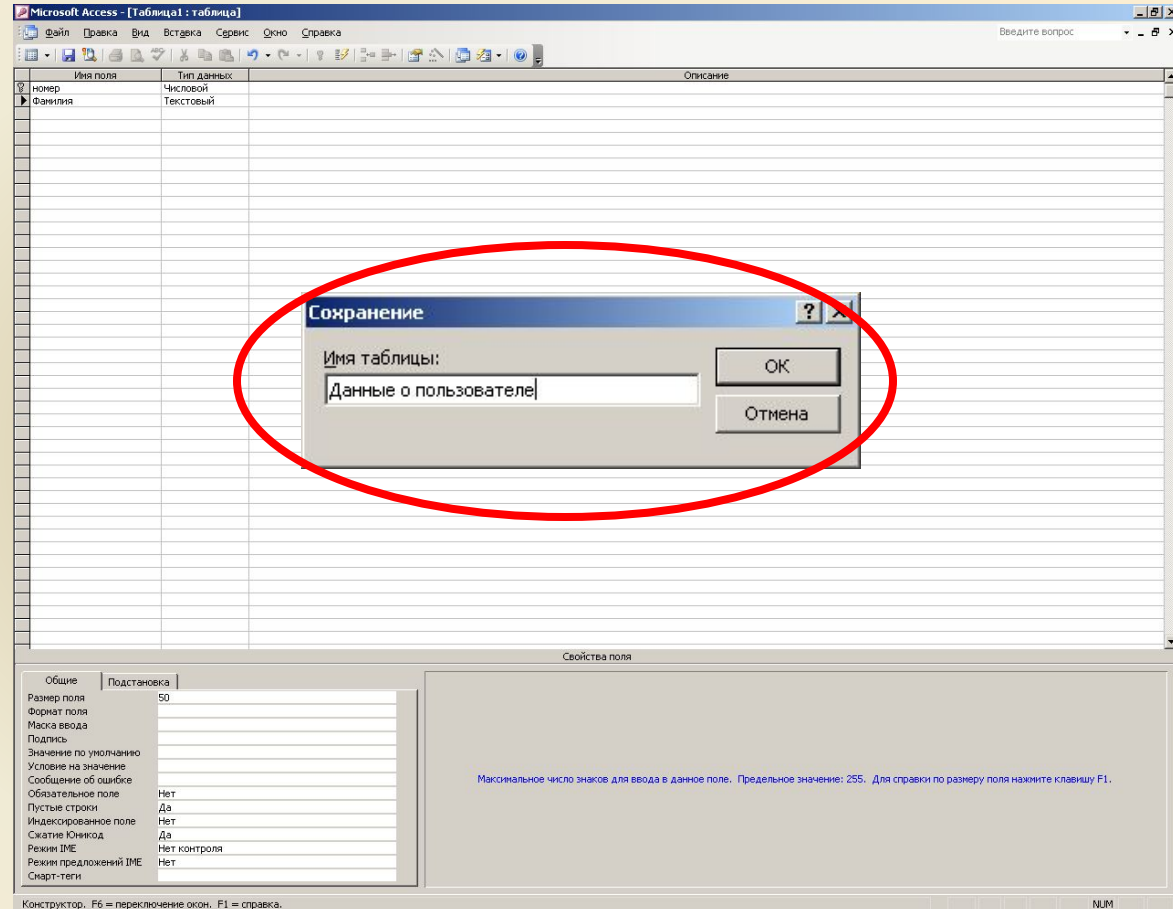 Microsoft Access - [Таблица1 : таблица]
Файл Правка Вид Вставка Сервис Окно Справка Введите вопрос
Имя поля Тип данных Описание
номер Числовой
Фамилия Текстовый
Сохранение
Имя таблицы:
Данные о пользователе
ОК
Отмена
Свойства поля
Общие Подстановка
Размер поля 50
Формат поля
Маска ввода
Подпись
Значение по умолчанию
Условие на значение
Сообщение об ошибке
Обязательное поле Нет
Пустые строки Да
Индексированное поле Нет
Сжатие Юникод Да
Режим IME Нет контроля
Режим предложений IME Нет
Смарт-теги
Максимальное число знаков для ввода в данное поле. Предельное значение: 255. Для справки по размеру поля нажмите клавишу F1.
Конструктор. F6 = переключение окон. F1 = справка. NUM